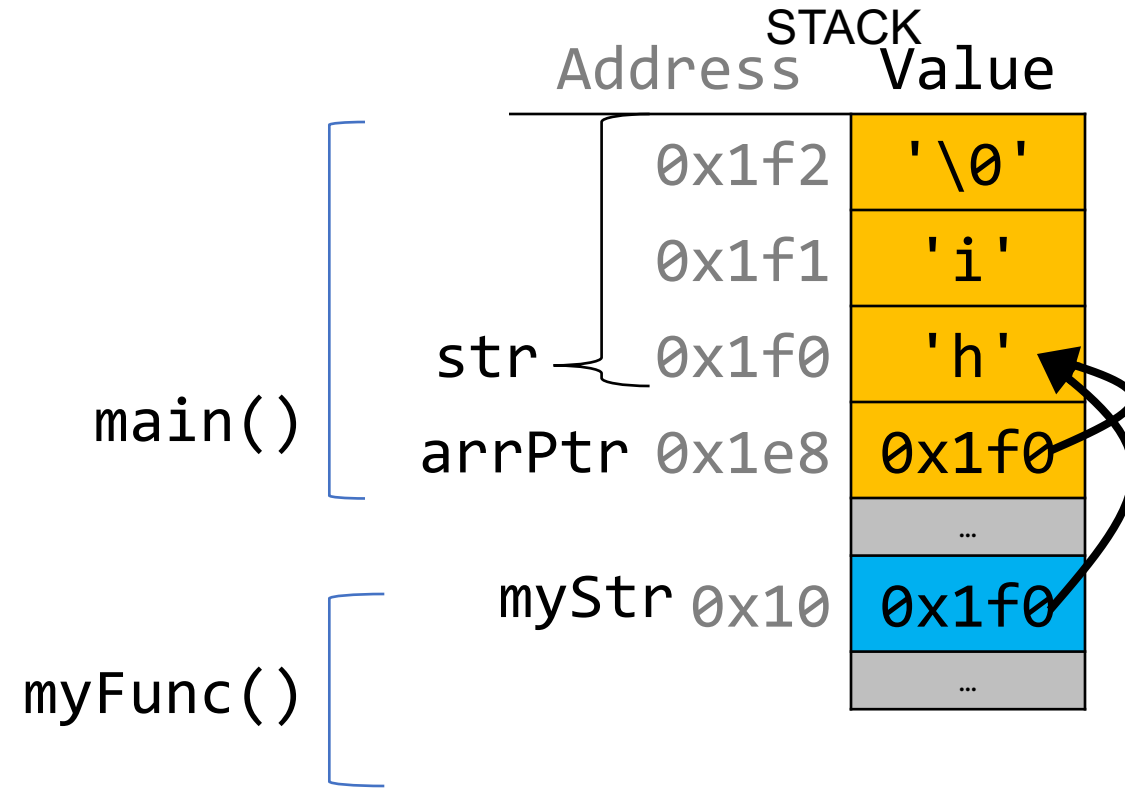 STACK
Address Value
0x1f2 '\0'
0x1f1 'i'
str 0x1f0 'h'
main()
arrPtr 0x1e8 0x1f0
…
myStr 0x10 0x1f0
myFunc()
…